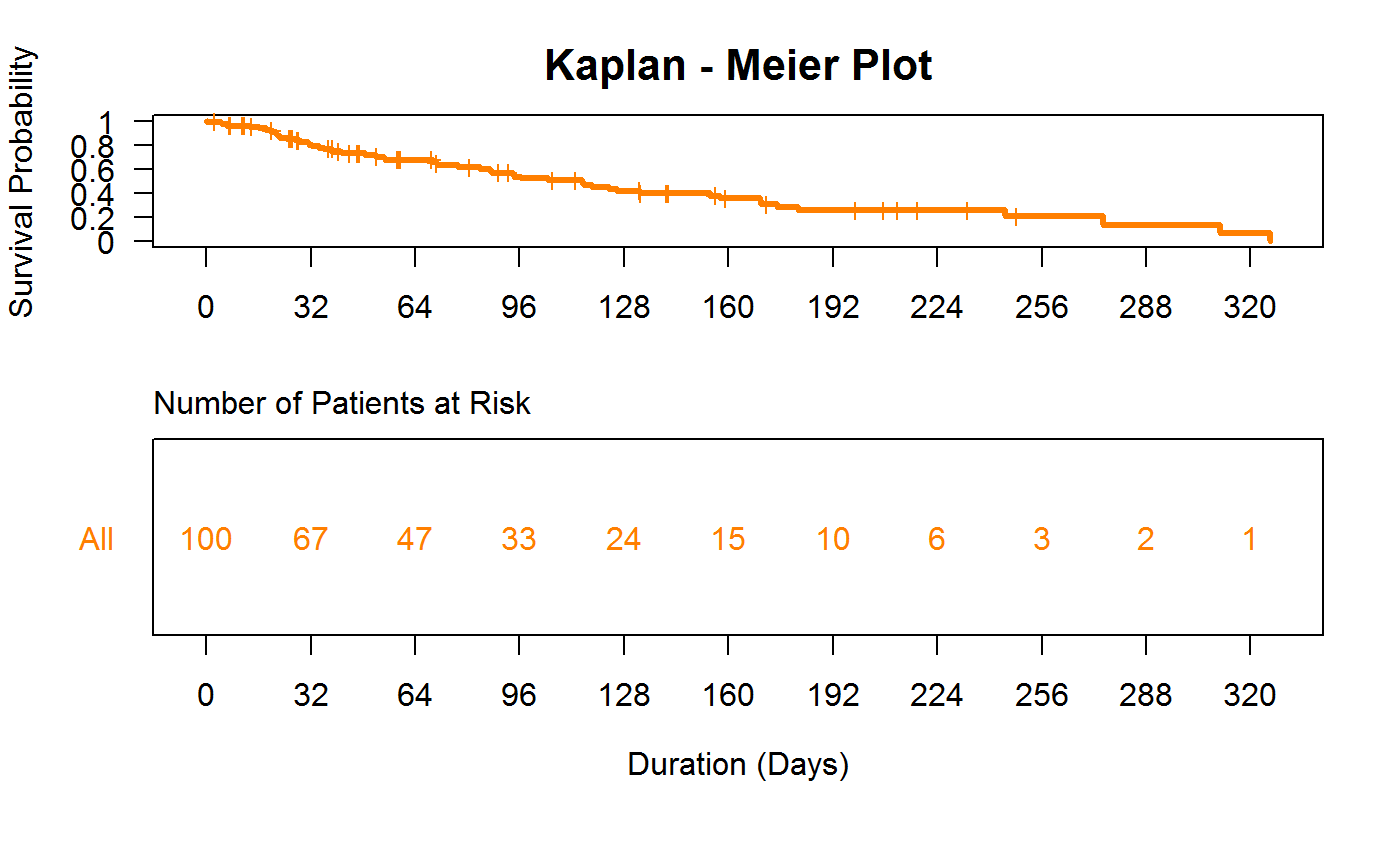 Kaplan - Meier Plot
Survival Probability
1
0.8
0.6
0.4
0.2
0
0 32 64 96 128 160 192 224 256 288 320
Number of Patients at Risk
All 100 67 47 33 24 15 10 6 3 2 1
0 32 64 96 128 160 192 224 256 288 320
Duration (Days)